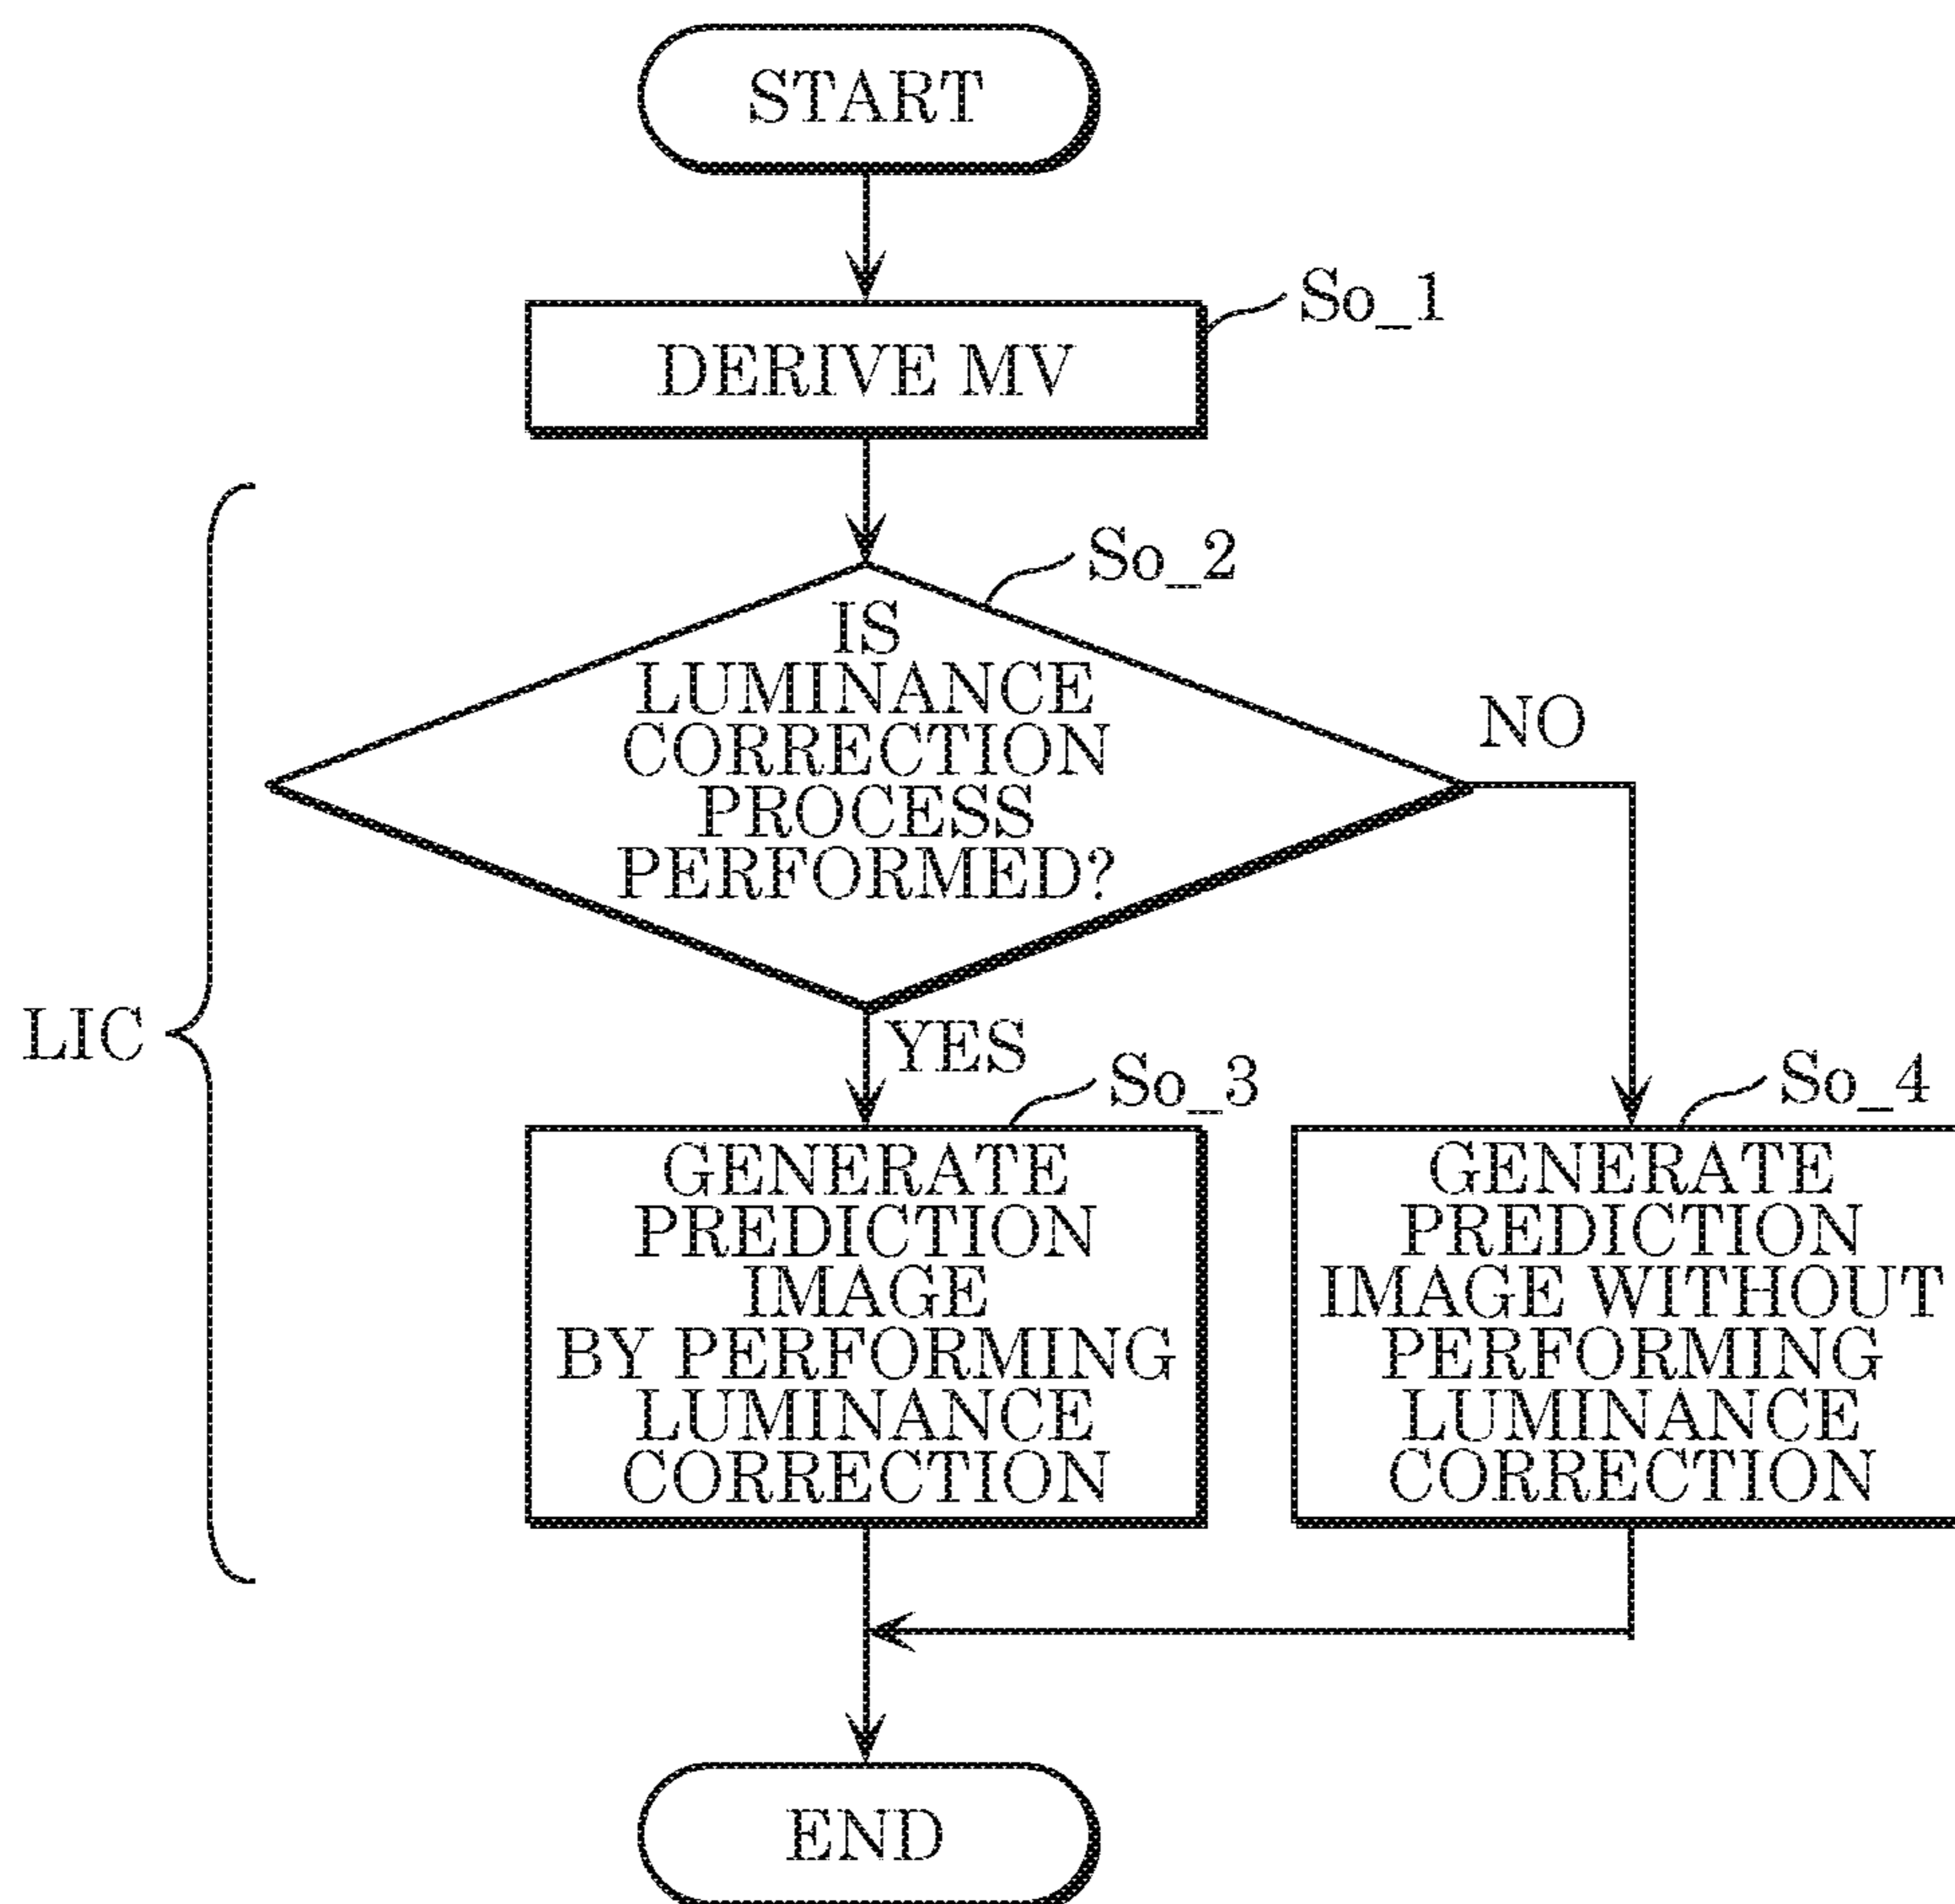 START
So_1
DERIVE MV
So_2
IS
LUMINANCE
CORRECTION
PROCESS
PERFORMED?
NO
LIC
YES
So_3
So_4
GENERATE
PREDICTION
IMAGE
BY PERFORMING
LUMINANCE
CORRECTION
GENERATE
PREDICTION
IMAGE WITHOUT
PERFORMING
LUMINANCE
CORRECTION
END